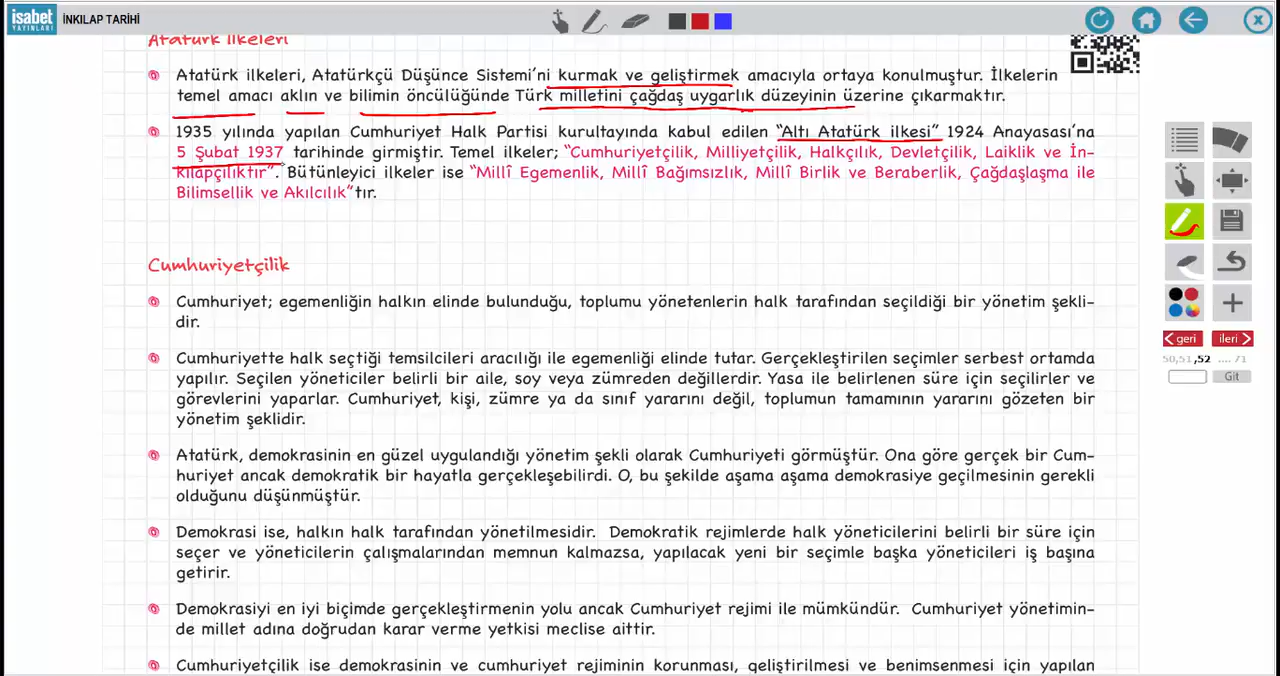 isabet
YAYINLARI
İNKILAP TARİHİ
Atatürk İlkeleri
Atatürk ilkeleri, Atatürkçü Düşünce Sistemi’ni kurmak ve geliştirmek amacıyla ortaya konulmuştur. İlkelerin
temel amacı aklın ve bilimin öncülüğünde Türk milletini çağdaş uygarlık düzeyinin üzerine çıkarmaktır.
1935 yılında yapılan Cumhuriyet Halk Partisi kurultayında kabul edilen “Altı Atatürk ilkesi” 1924 Anayasası’na
5 Şubat 1937 tarihinde girmiştir. Temel ilkeler; “Cumhuriyetçilik, Milliyetçilik, Halkçılık, Devletçilik, Laiklik ve İn-
kılapçılıktır”. Bütünleyici ilkeler ise “Millî Egemenlik, Millî Bağımsızlık, Millî Birlik ve Beraberlik, Çağdaşlaşma ile
Bilimsellik ve Akılcılık”tır.
Cumhuriyetçilik
Cumhuriyet; egemenliğin halkın elinde bulunduğu, toplumu yönetenlerin halk tarafından seçildiği bir yönetim şekli-
dir.
Cumhuriyette halk seçtiği temsilcileri aracılığı ile egemenliği elinde tutar. Gerçekleştirilen seçimler serbest ortamda
yapılır. Seçilen yöneticiler belirli bir aile, soy veya zümreden değillerdir. Yasa ile belirlenen süre için seçilirler ve
görevlerini yaparlar. Cumhuriyet, kişi, zümre ya da sınıf yararını değil, toplumun tamamının yararını gözeten bir
yönetim şeklidir.
Atatürk, demokrasinin en güzel uygulandığı yönetim şekli olarak Cumhuriyeti görmüştür. Ona göre gerçek bir Cum-
huriyet ancak demokratik bir hayatla gerçekleşebilirdi. O, bu şekilde aşama aşama demokrasiye geçilmesinin gerekli
olduğunu düşünmüştür.
Demokrasi ise, halkın halk tarafından yönetilmesidir. Demokratik rejimlerde halk yöneticilerini belirli bir süre için
seçer ve yöneticilerin çalışmalarından memnun kalmazsa, yapılacak yeni bir seçimle başka yöneticileri iş başına
getirir.
Demokrasiyi en iyi biçimde gerçekleştirmenin yolu ancak Cumhuriyet rejimi ile mümkündür. Cumhuriyet yönetimin-
de millet adına doğrudan karar verme yetkisi meclise aittir.
Cumhuriyetçilik ise demokrasinin ve cumhuriyet rejiminin korunması, geliştirilmesi ve benimsenmesi için yapılan
geri
ileri
50,51,52 .... 71
Git